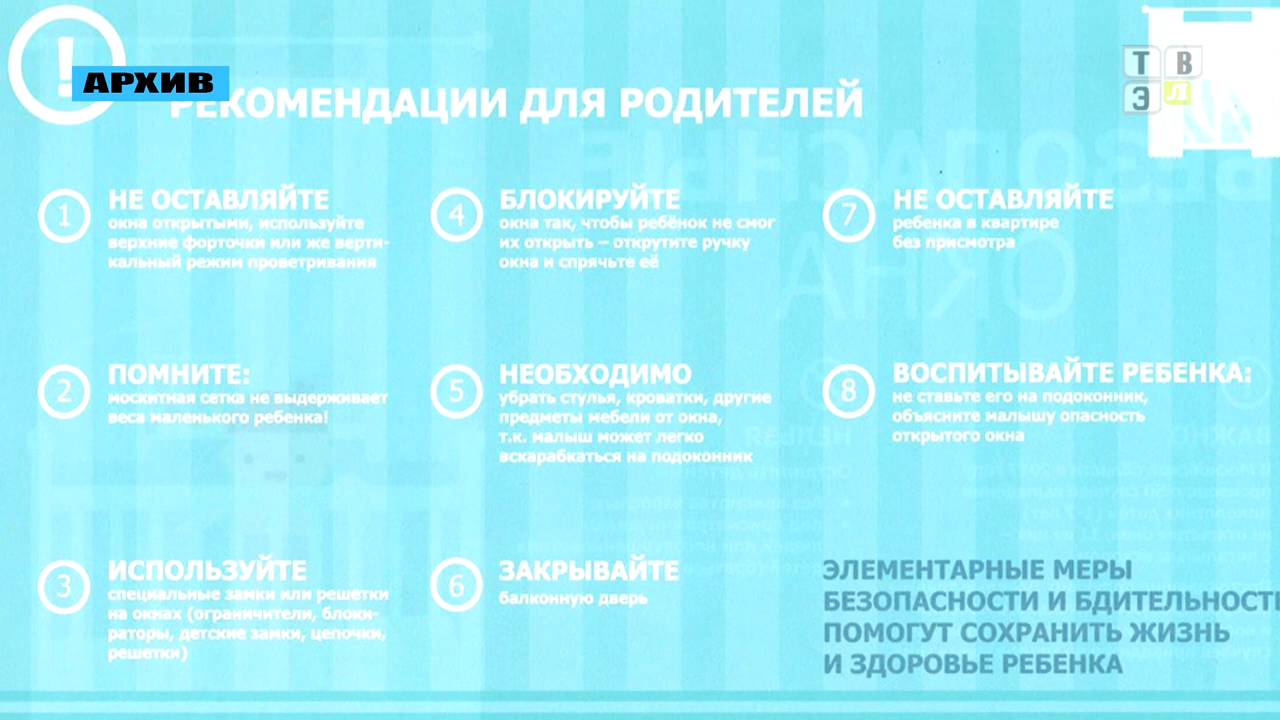 АРХИВ
ТВ
ЭЛ
РЕКОМЕНДАЦИИ ДЛЯ РОДИТЕЛЕЙ
1
НЕ ОСТАВЛЯЙТЕ
окна открытыми, используйте
верхние форточки или же верти-
кальный режим проветривания
2
ПОМНИТЕ:
москитная сетка не выдерживает
веса маленького ребенка!
3
ИСПОЛЬЗУЙТЕ
специальные замки или решетки
на окнах (ограничители, блоки-
раторы, детские замки, цепочки,
решетки)
4
БЛОКИРУЙТЕ
окна так, чтобы ребёнок не смог
их открыть – открутите ручку
окна и спрячьте её
5
НЕОБХОДИМО
убрать стулья, кроватки, другие
предметы мебели от окна,
т.к. малыш может легко
вскарабкаться на подоконник
6
ЗАКРЫВАЙТЕ
балконную дверь
7
НЕ ОСТАВЛЯЙТЕ
ребенка в квартире
без присмотра
8
ВОСПИТЫВАЙТЕ РЕБЕНКА:
не ставьте его на подоконник,
объясните малышу опасность
открытого окна
ЭЛЕМЕНТАРНЫЕ МЕРЫ
БЕЗОПАСНОСТИ И БДИТЕЛЬНОСТЬ
ПОМОГУТ СОХРАНИТЬ ЖИЗНЬ
И ЗДОРОВЬЕ РЕБЕНКА